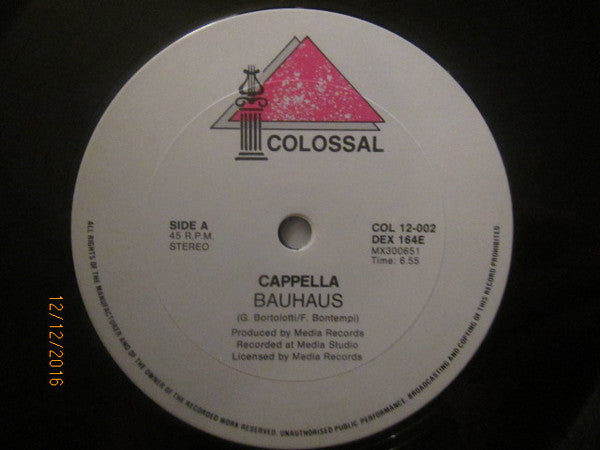 COLOSSAL
SIDE A
45 R.P.M.
STEREO
COL 12-002
DEX 164E
MX300651
Time: 6.55
CAPPELLA
BAUHAUS
(G. Bortolotti/F. Bontempi)
Produced by Media Records
Recorded at Media Studio
Licensed by Media Records
ALL RIGHTS OF THE MANUFACTURER AND OF THE OWNER OF THE RECORDED WORK RESERVED. UNAUTHORISED PUBLIC PERFORMANCE, BROADCASTING AND COPYING OF THIS RECORD PROHIBITED
12/12/2016